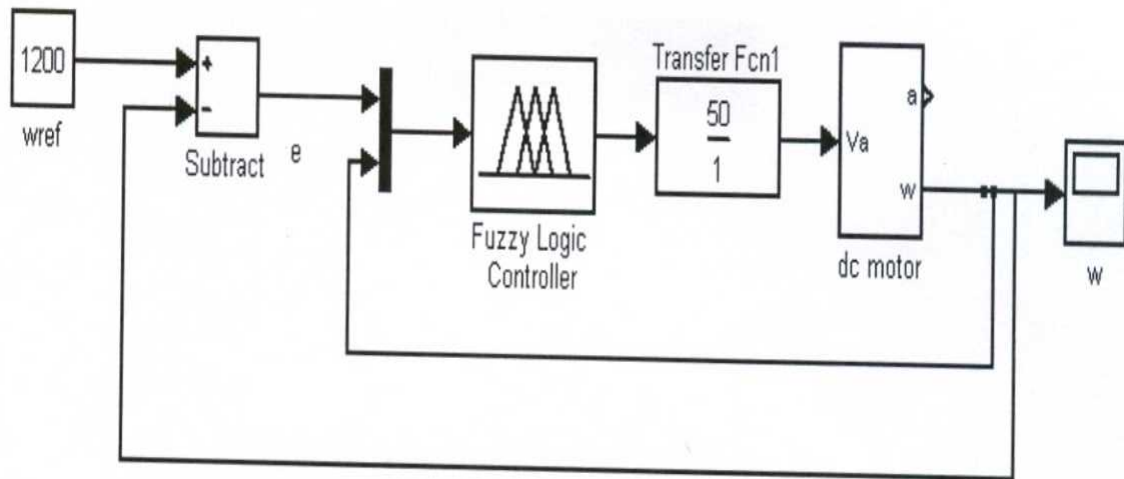 1200
wref
+
-
Subtract
e
Fuzzy Logic
Controller
Transfer Fcn1
50
1
Va
a
w
dc motor
w